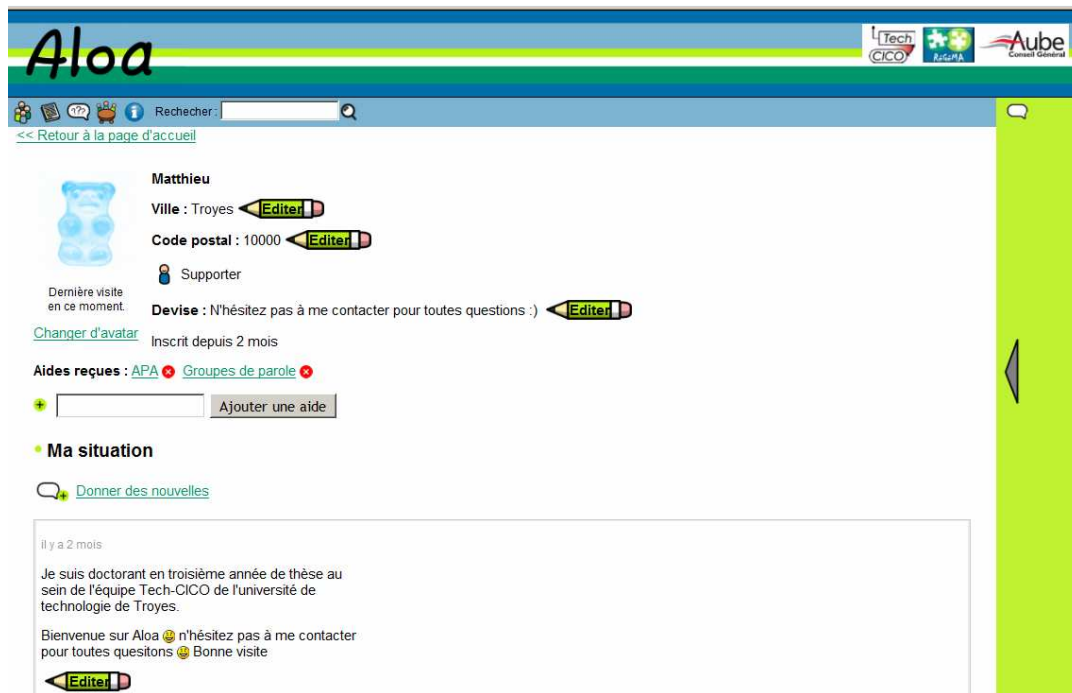 Aloa
Tech
CICO
RéGéMA
Aube
Conseil Général
Rechecher :
<< Retour à la page d'accueil
Matthieu
Ville : Troyes Editer
Code postal : 10000 Editer
Supporter
Dernière visite
en ce moment.
Devise : N'hésitez pas à me contacter pour toutes questions :) Editer
Changer d'avatar
Inscrit depuis 2 mois
Aides reçues : APA Groupes de parole
Ajouter une aide
Ma situation
Donner des nouvelles
il y a 2 mois
Je suis doctorant en troisième année de thèse au
sein de l'équipe Tech-CICO de l'université de
technologie de Troyes.
Bienvenue sur Aloa n'hésitez pas à me contacter
pour toutes quesitons Bonne visite
Editer